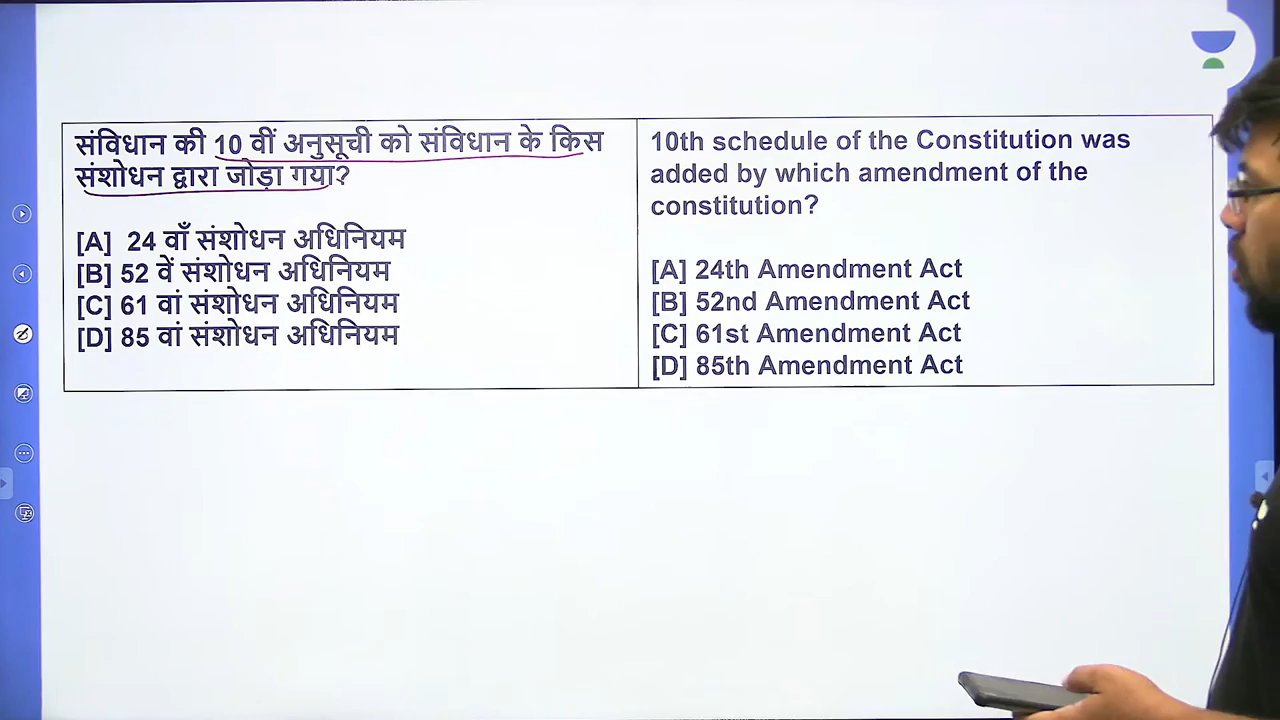 संविधान की 10 वीं अनुसूची को संविधान के किस
संशोधन द्वारा जोड़ा गया?
[A] 24 वाँ संशोधन अधिनियम
[B] 52 वें संशोधन अधिनियम
[C] 61 वां संशोधन अधिनियम
[D] 85 वां संशोधन अधिनियम
10th schedule of the Constitution was
added by which amendment of the
constitution?
[A] 24th Amendment Act
[B] 52nd Amendment Act
[C] 61st Amendment Act
[D] 85th Amendment Act